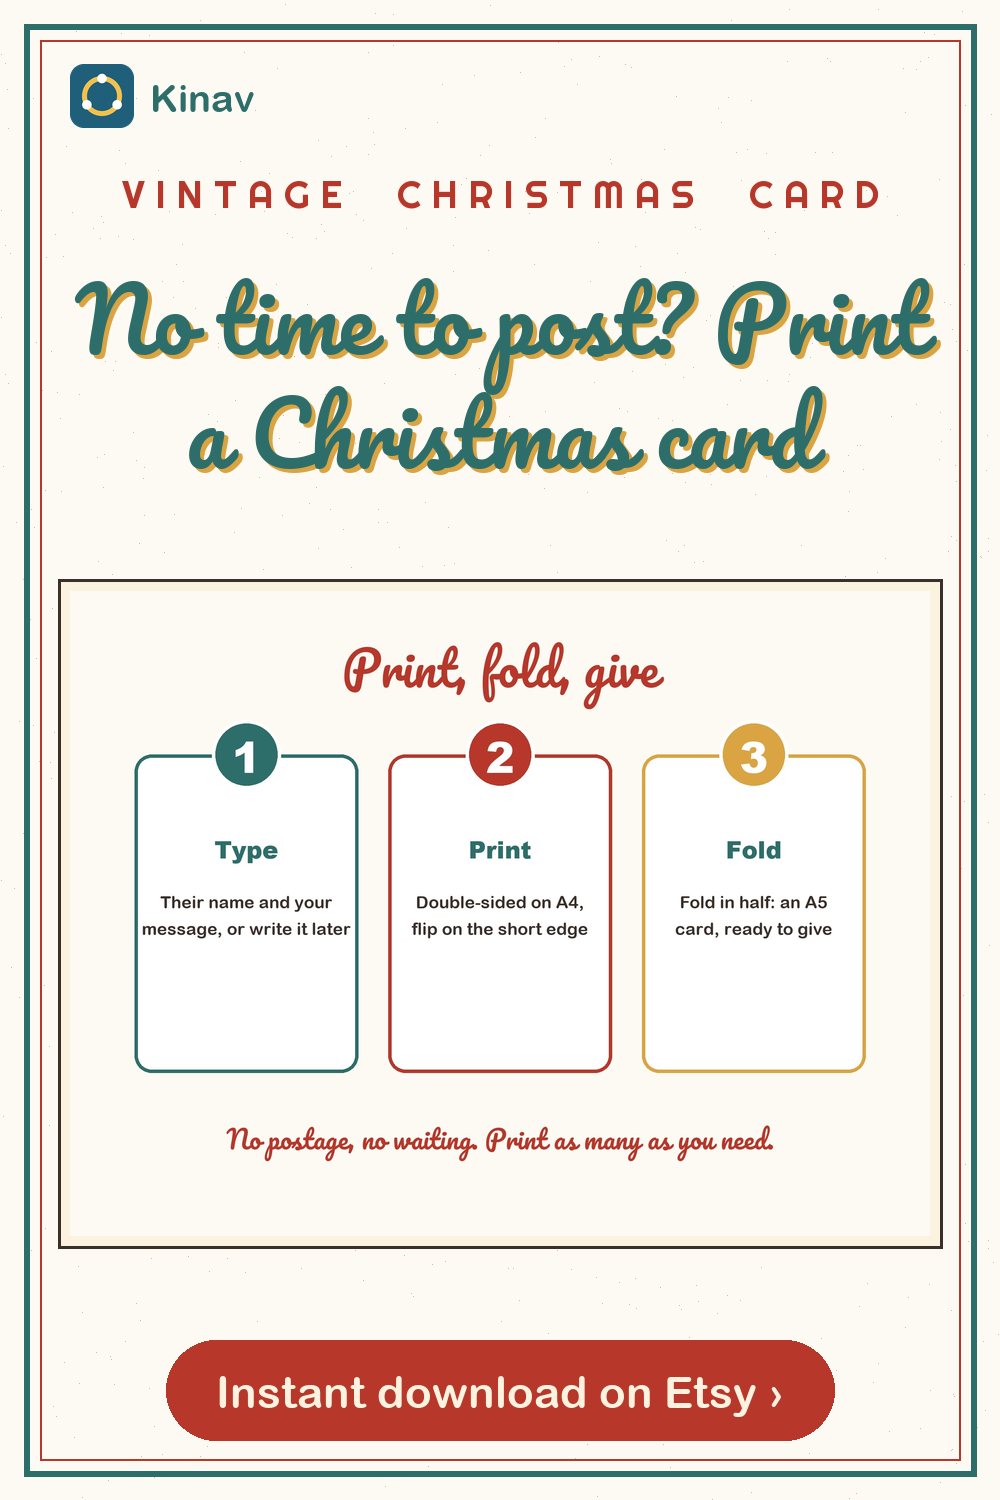 Kinav
VINTAGE CHRISTMAS CARD
No time to post? Print
a Christmas card
Print, fold, give
1
Type
Their name and your
message, or write it later
2
Print
Double-sided on A4,
flip on the short edge
3
Fold
Fold in half: an A5
card, ready to give
No postage, no waiting. Print as many as you need.
Instant download on Etsy ›